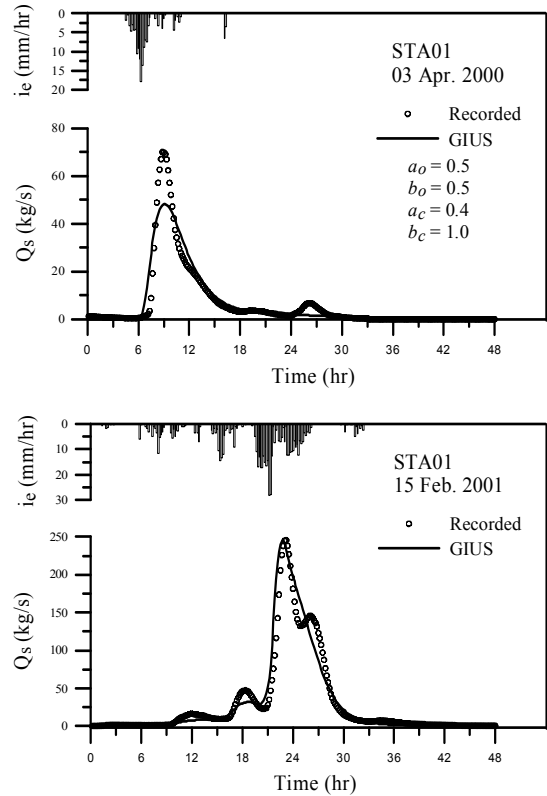 0
5
10
15
20
ie (mm/hr)
STA01
03 Apr. 2000
Recorded
GIUS
ao = 0.5
bo = 0.5
ac = 0.4
bc = 1.0
80
60
40
20
0
Qs (kg/s)
0 6 12 18 24 30 36 42 48
Time (hr)
0
10
20
30
ie (mm/hr)
STA01
15 Feb. 2001
Recorded
GIUS
250
200
150
100
50
0
Qs (kg/s)
0 6 12 18 24 30 36 42 48
Time (hr)